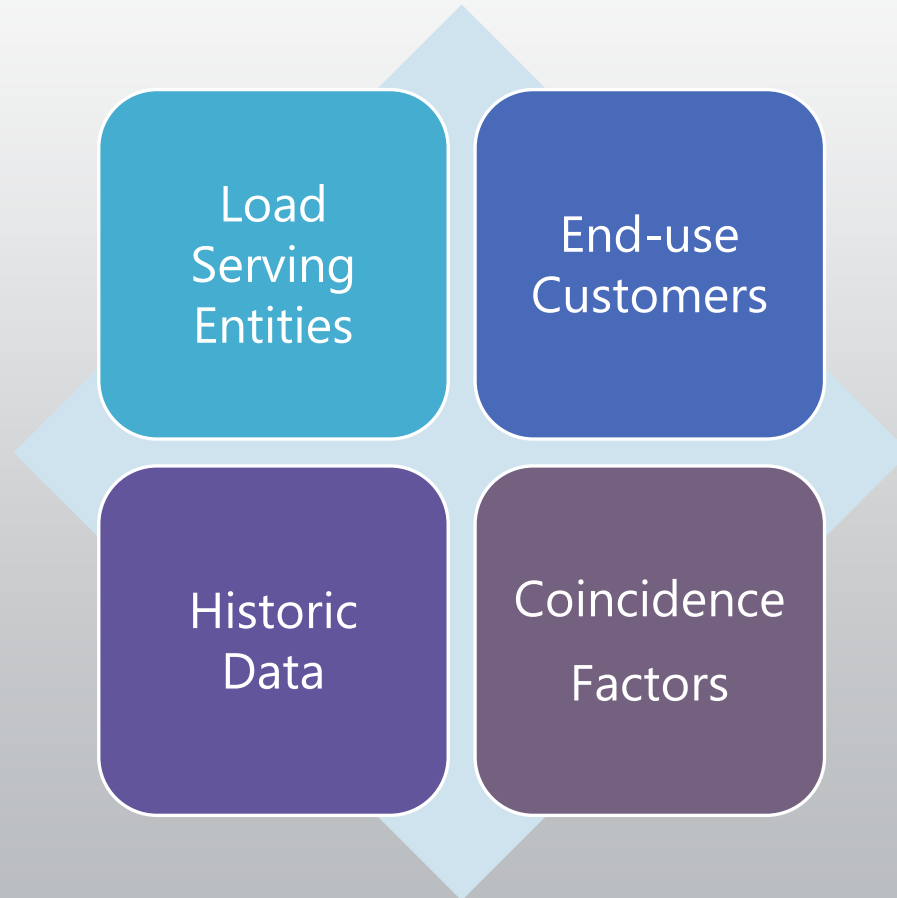 Load
Serving
Entities
End-use
Customers
Historic
Data
Coincidence
Factors